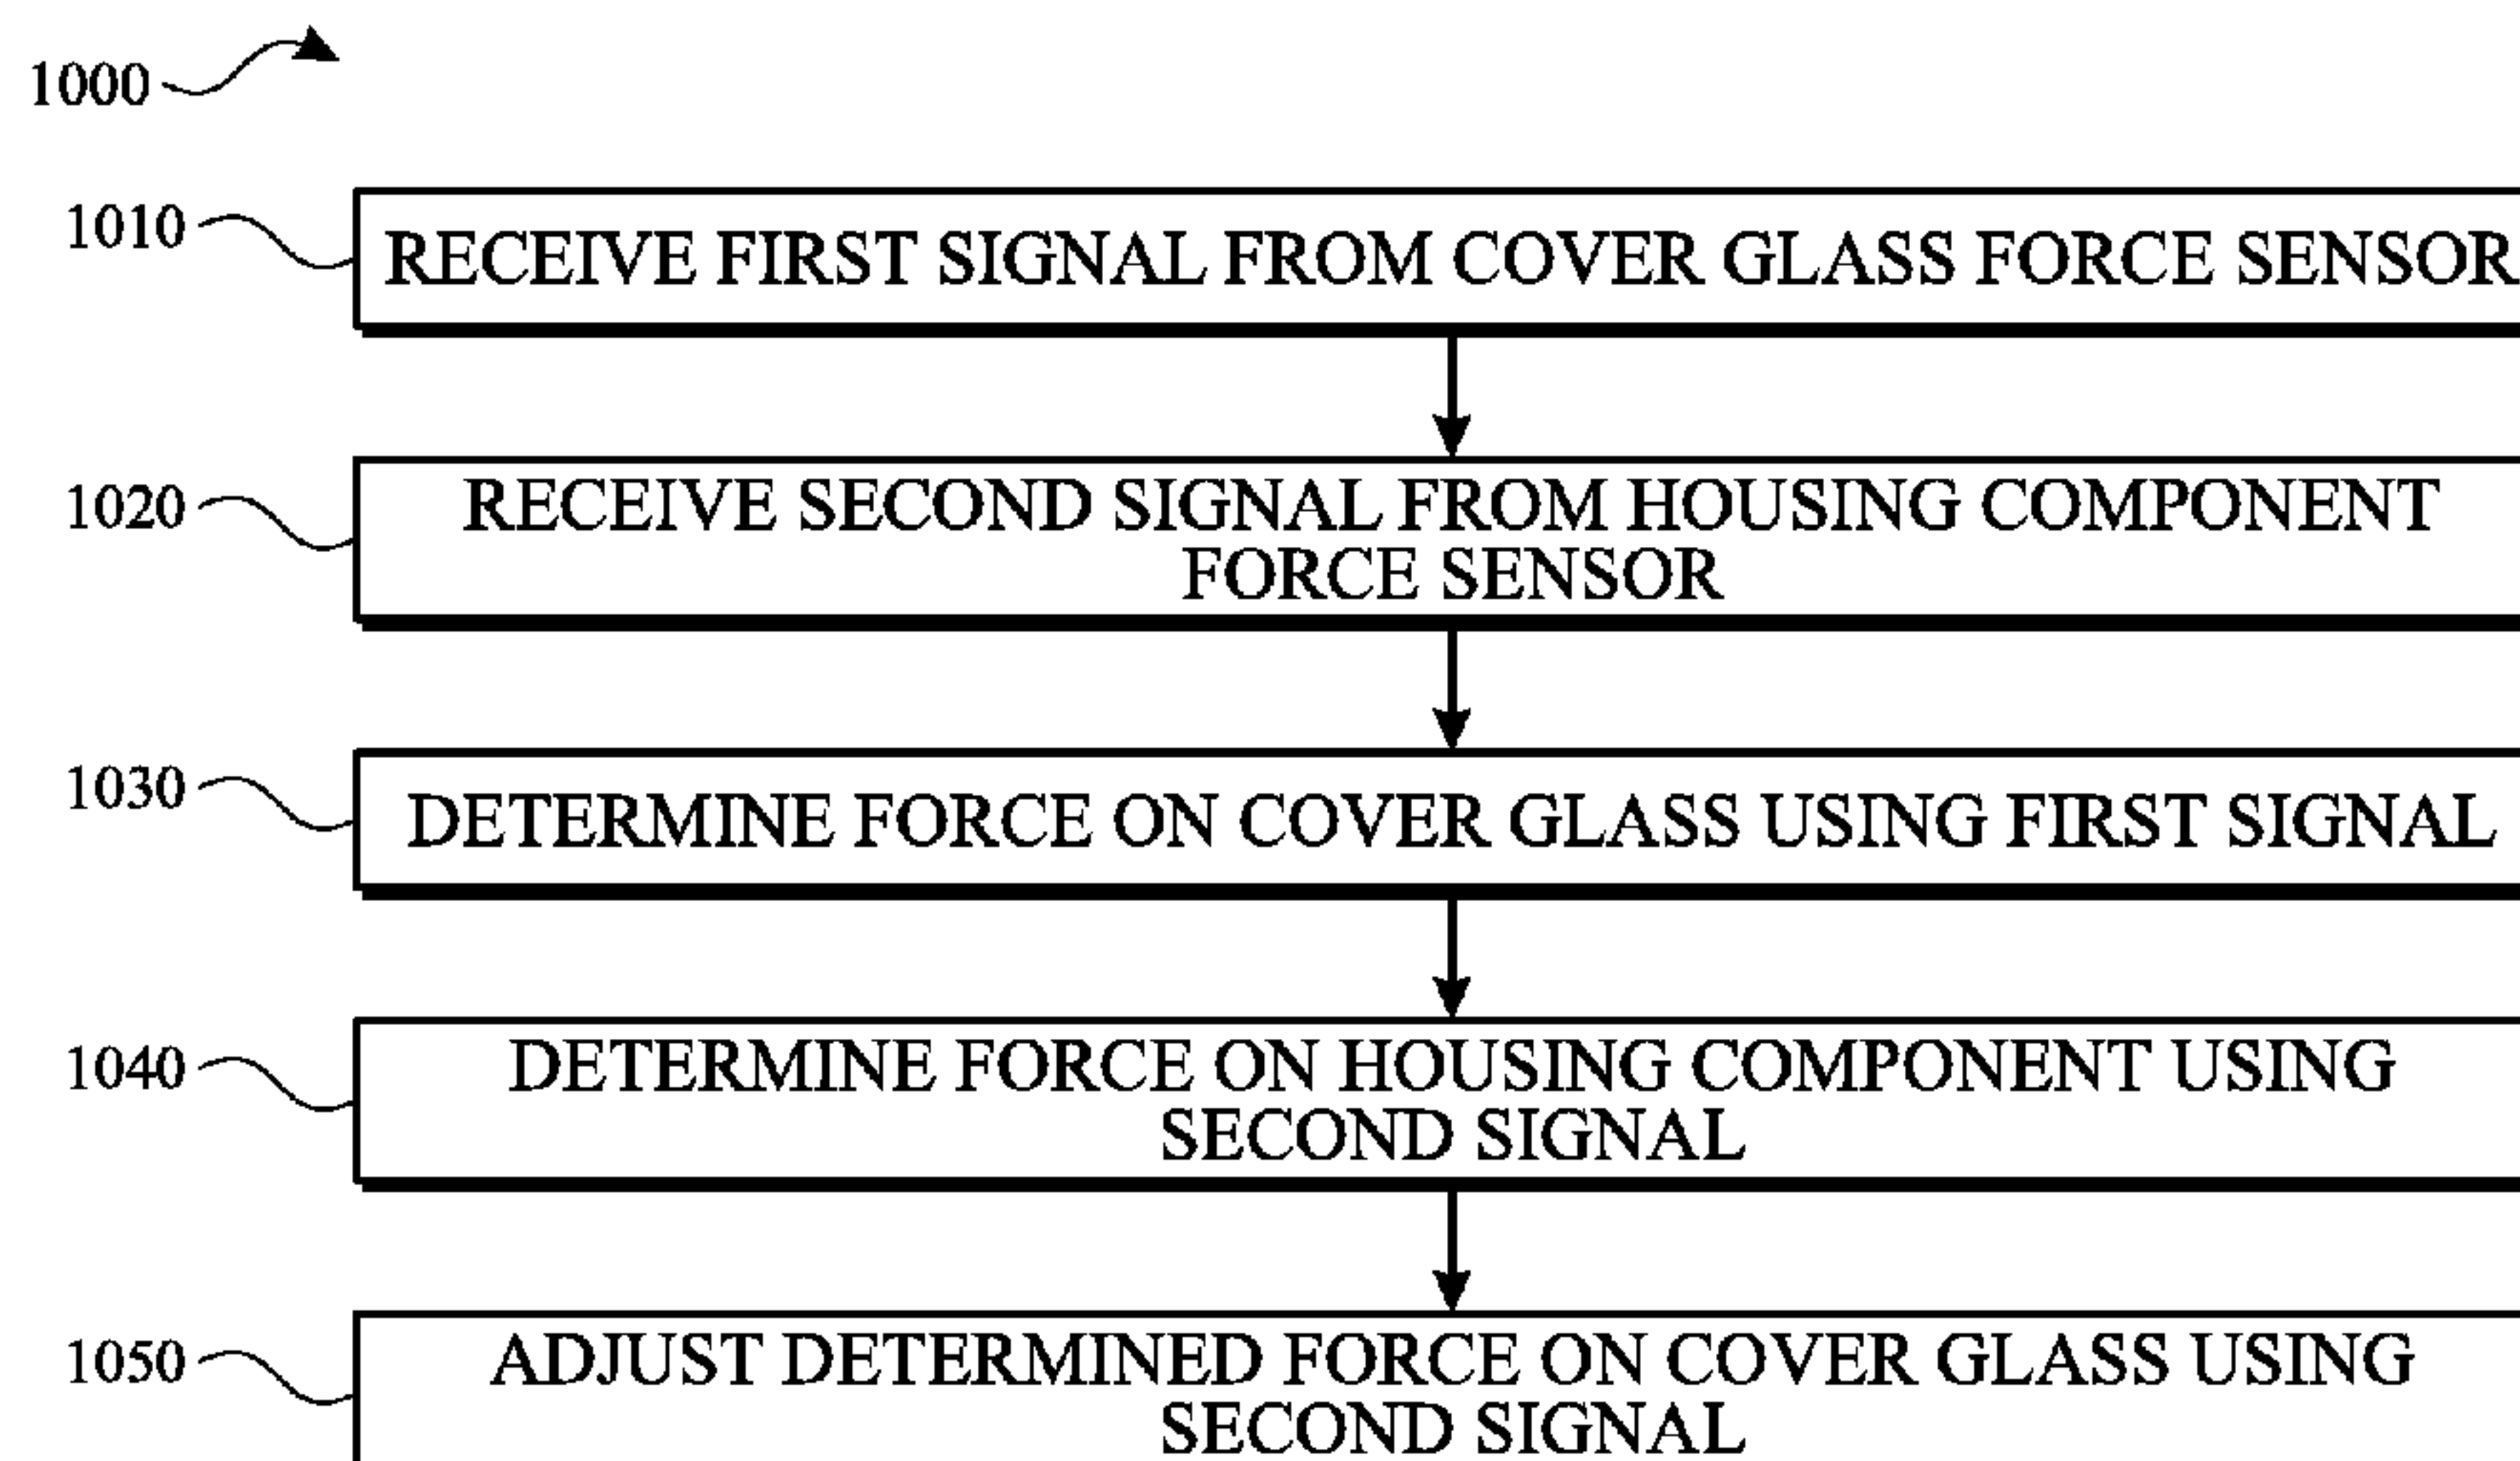 1000
1010
RECEIVE FIRST SIGNAL FROM COVER GLASS FORCE SENSOR
1020
RECEIVE SECOND SIGNAL FROM HOUSING COMPONENT
FORCE SENSOR
1030
DETERMINE FORCE ON COVER GLASS USING FIRST SIGNAL
1040
DETERMINE FORCE ON HOUSING COMPONENT USING
SECOND SIGNAL
1050
ADJUST DETERMINED FORCE ON COVER GLASS USING
SECOND SIGNAL